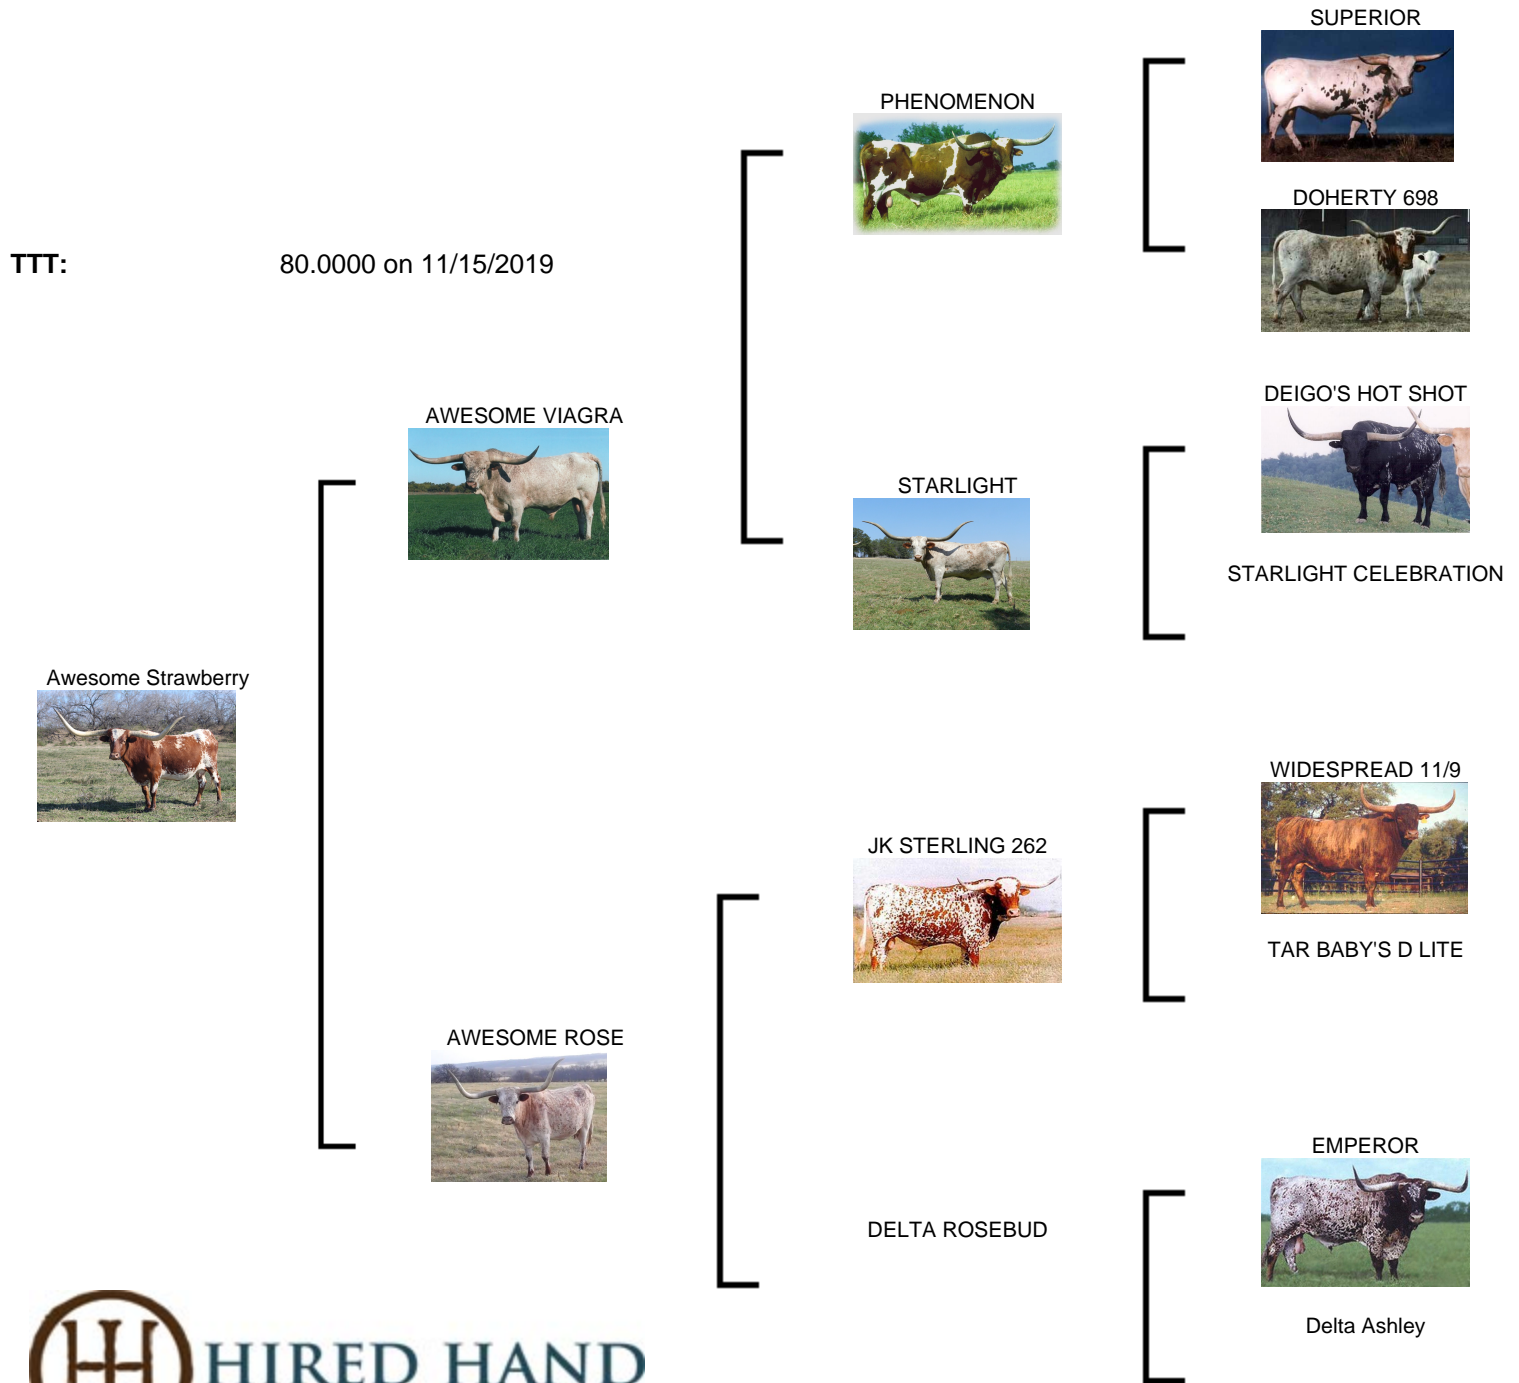 SUPERIOR
PHENOMENON
DOHERTY 698
TTT: 80.0000 on 11/15/2019
DEIGO'S HOT SHOT
AWESOME VIAGRA
STARLIGHT
STARLIGHT CELEBRATION
Awesome Strawberry
WIDESPREAD 11/9
JK STERLING 262
TAR BABY'S D LITE
AWESOME ROSE
EMPEROR
DELTA ROSEBUD
Delta Ashley
HIRED HAND